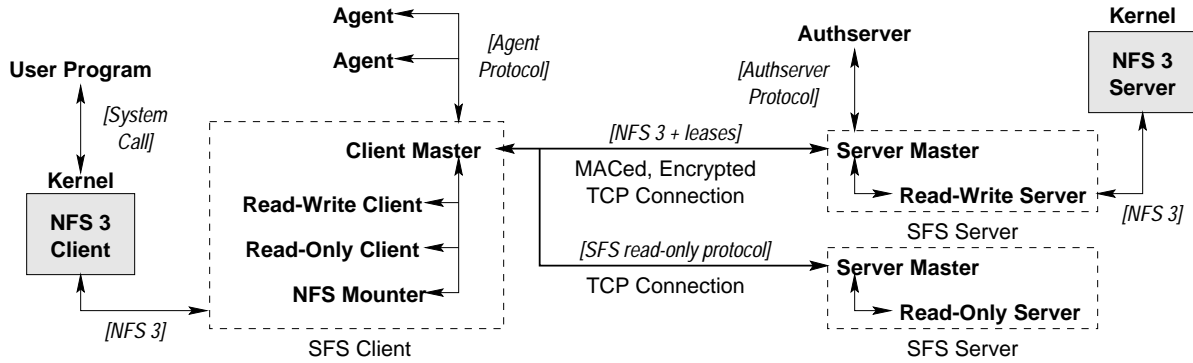 Agent
Agent
[Agent
Protocol]
User Program
[System
Call]
Kernel
NFS 3
Client
[NFS 3]
Client Master
Read-Write Client
Read-Only Client
NFS Mounter
SFS Client
[NFS 3 + leases]
MACed, Encrypted
TCP Connection
[SFS read-only protocol]
TCP Connection
Authserver
[Authserver
Protocol]
Server Master
Read-Write Server
SFS Server
Server Master
Read-Only Server
SFS Server
Kernel
NFS 3
Server
[NFS 3]